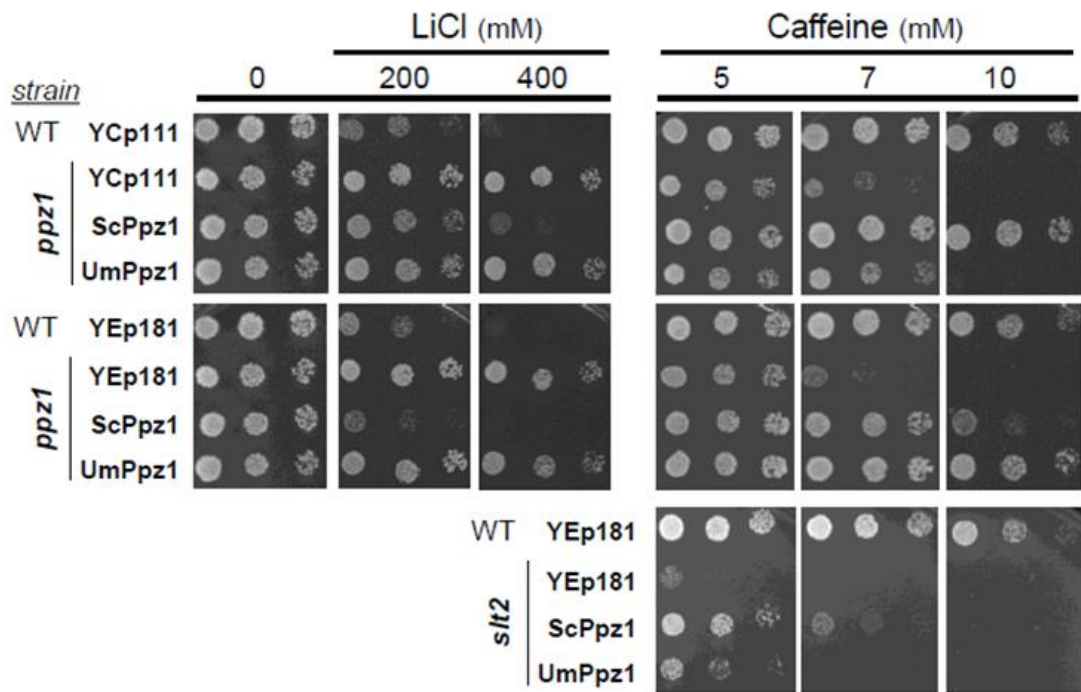 LiCl (mM)
Caffeine (mM)
0 200 400 5 7 10
strain
WT YCp111
ppz1
YCp111
ScPpz1
UmPpz1
WT YEp181
ppz1
YEp181
ScPpz1
UmPpz1
WT YEp181
slt2
YEp181
ScPpz1
UmPpz1